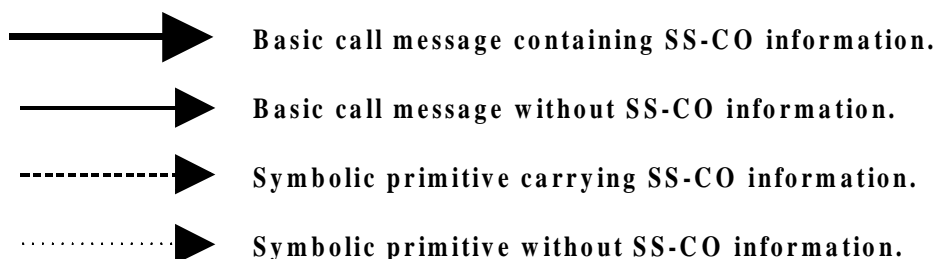 Basic call message containing SS-CO information.
Basic call message without SS-CO information.
Symbolic primitive carrying SS-CO information.
Symbolic primitive without SS-CO information.